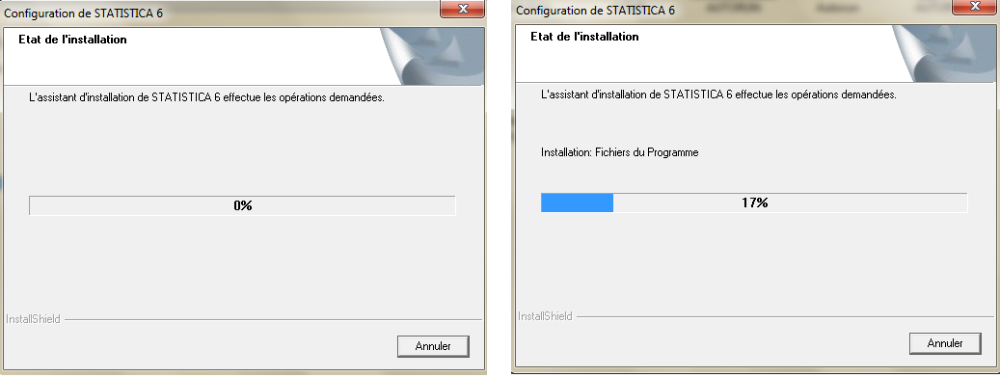 Configuration de STATISTICA 6
Etat de l'installation
L'assistant d'installation de STATISTICA 6 effectue les opérations demandées.
0%
InstallShield
Annuler
Configuration de STATISTICA 6
Etat de l'installation
L'assistant d'installation de STATISTICA 6 effectue les opérations demandées.
Installation: Fichiers du Programme
17%
InstallShield
Annuler